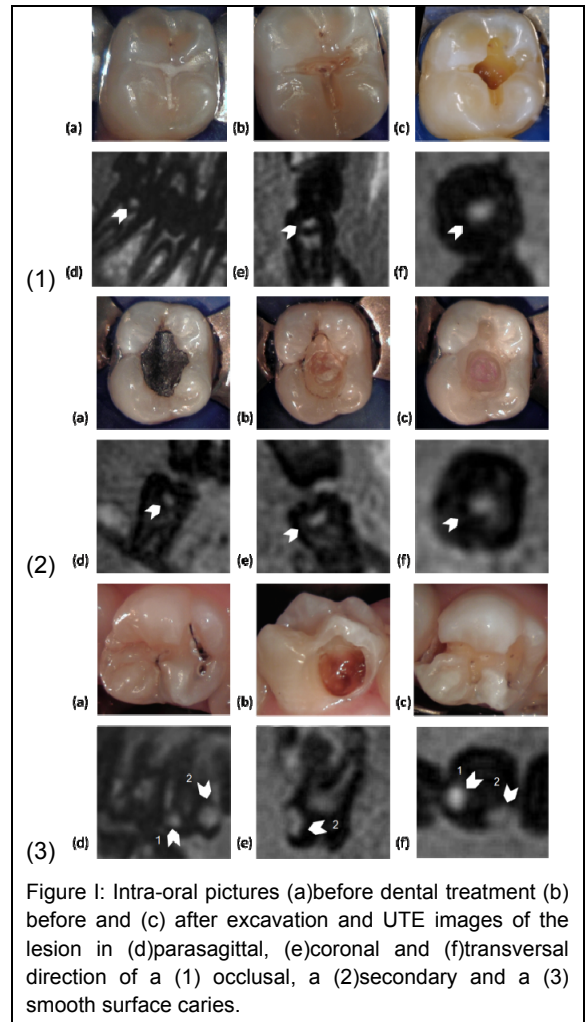 (a) (b) (c)
(1) (d) (e) (f)
(a) (b) (c)
(2) (d) (e) (f)
(a) (b) (c)
2 1 2
1 2
(3) (d) (e) (f)
Figure I: Intra-oral pictures (a)before dental treatment (b)
before and (c) after excavation and UTE images of the
lesion in (d)parasagittal, (e)coronal and (f)transversal
direction of a (1) occlusal, a (2)secondary and a (3)
smooth surface caries.